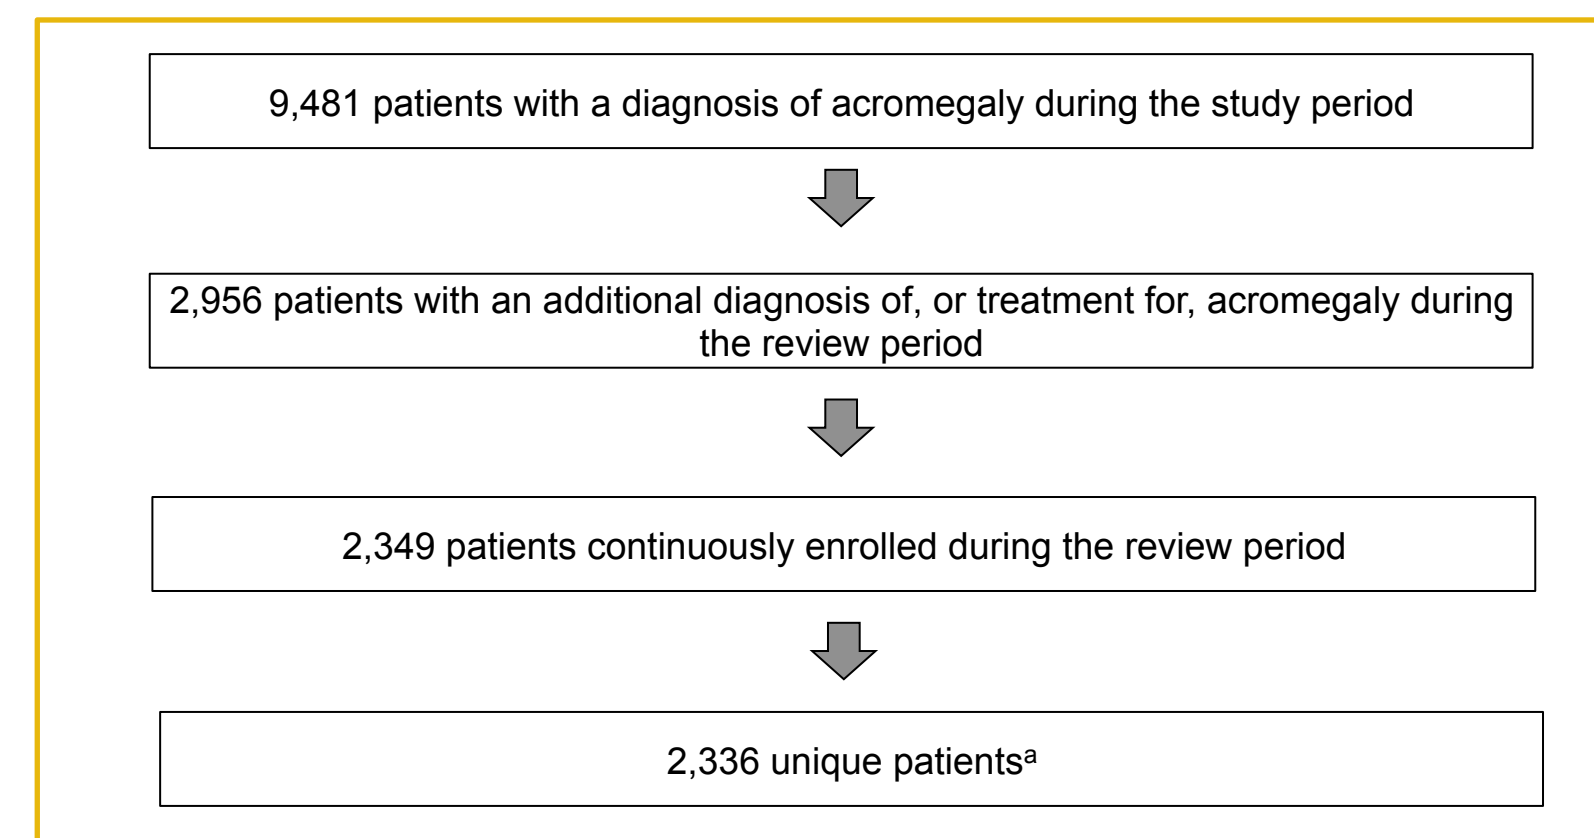 9,481 patients with a diagnosis of acromegaly during the study period
2,956 patients with an additional diagnosis of, or treatment for, acromegaly during
the review period
2,349 patients continuously enrolled during the review period
2,336 unique patientsᵃ